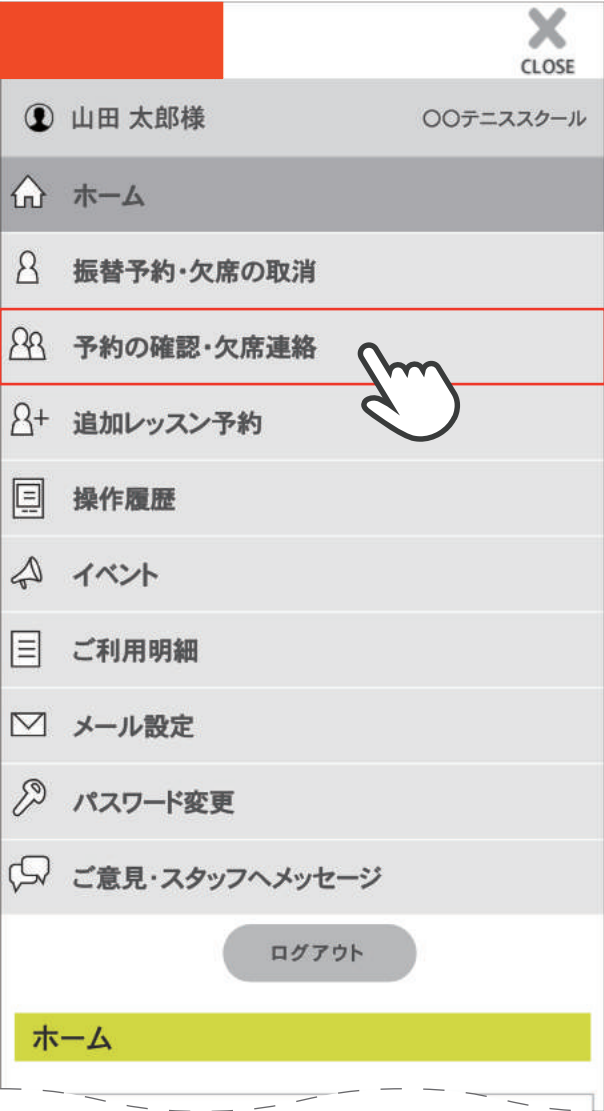 CLOSE
山田 太郎様 〇〇テニススクール
ホーム
振替予約・欠席の取消
予約の確認・欠席連絡
追加レッスン予約
操作履歴
イベント
ご利用明細
メール設定
パスワード変更
ご意見・スタッフへメッセージ
ログアウト
ホーム